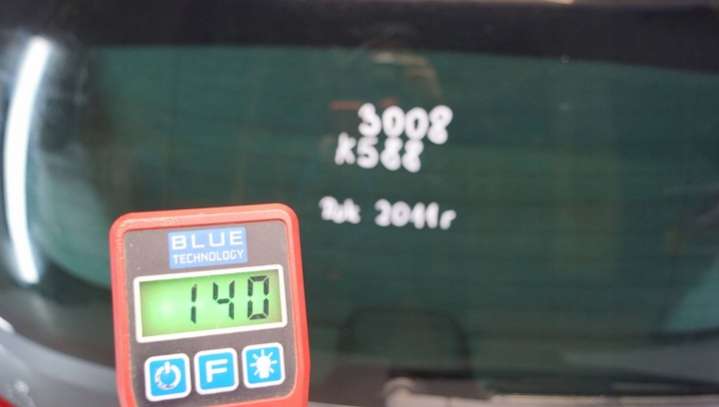 3008
K588
Rok 2011r
BLUE
TECHNOLOGY
140
F